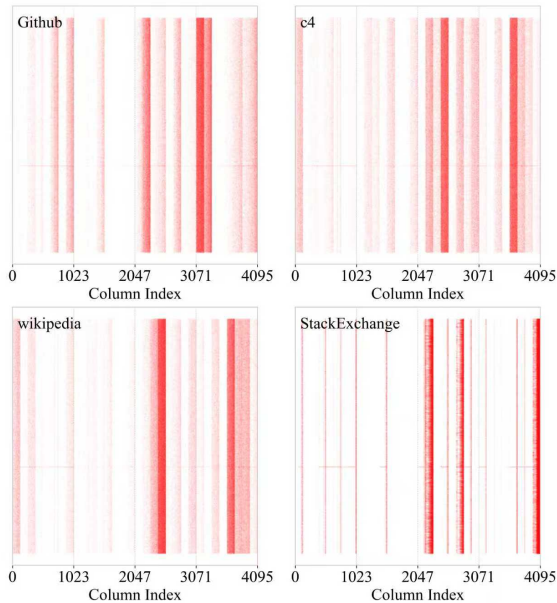 Github
0 1023 2047 3071 4095
Column Index
c4
0 1023 2047 3071 4095
Column Index
wikipedia
0 1023 2047 3071 4095
Column Index
StackExchange
0 1023 2047 3071 4095
Column Index